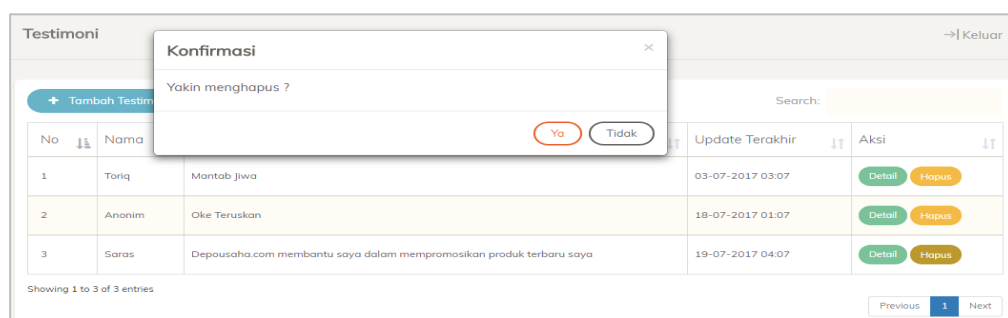 Testimoni
Keluar
Konfirmasi ×
Yakin menghapus ?
Ya Tidak
+ Tambah Testim
Search:
No Nama Update Terakhir Aksi
1 Toriq Mantab Jiwa 03-07-2017 03:07 Detail Hapus
2 Anonim Oke Teruskan 18-07-2017 01:07 Detail Hapus
3 Saras Depousaha.com membantu saya dalam mempromosikan produk terbaru saya 19-07-2017 04:07 Detail Hapus
Showing 1 to 3 of 3 entries
Previous 1 Next